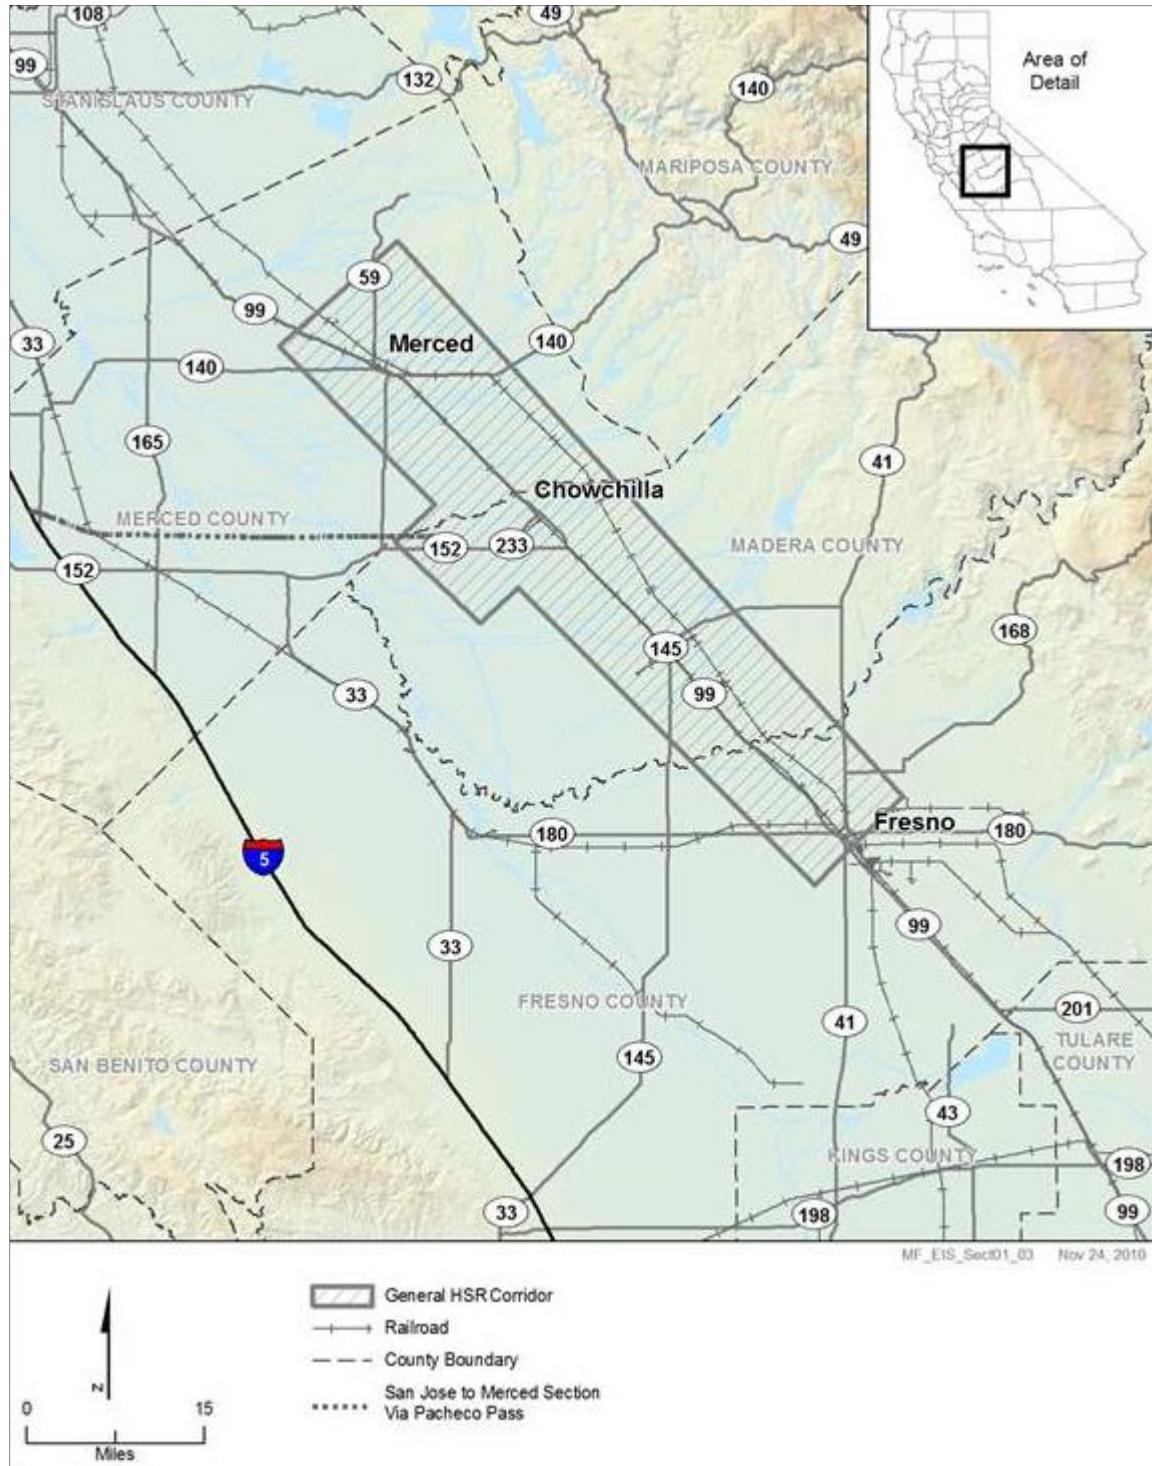 108
49
99
132
140
STANISLAUS COUNTY
Area of
Detail
MARIPOSA COUNTY
49
59
99
33
Merced
140
140
165
41
Chowchilla
MERCED COUNTY
152
233
MADERA COUNTY
152
168
145
33
99
Fresno
180
180
5
99
33
FRESNO COUNTY
201
41
145
TULARE
COUNTY
SAN BENITO COUNTY
43
25
KINGS COUNTY
198
33
198
99
MF_EIS_Sect01_03 Nov 24, 2010
General HSR Corridor
Railroad
County Boundary
San Jose to Merced Section
Via Pacheco Pass
N
0 15
Miles